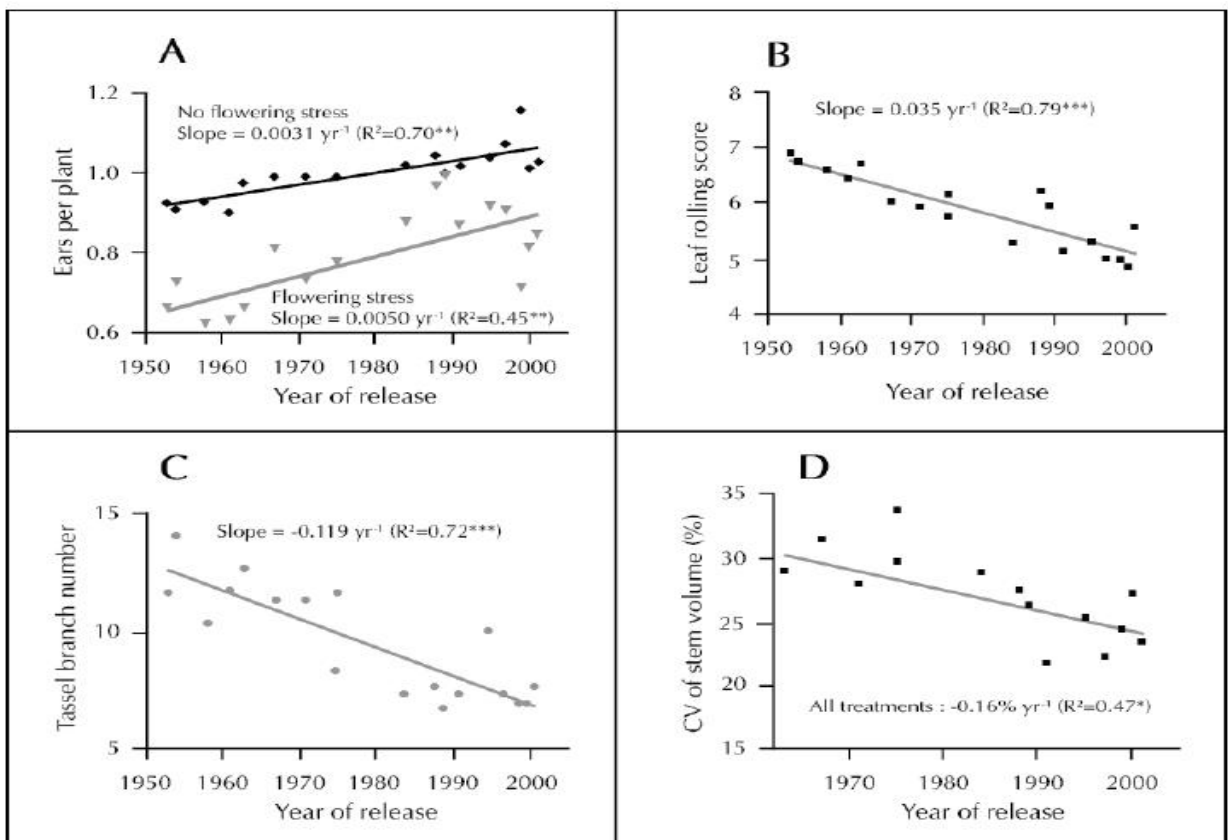 A
1.2
1.0
0.8
0.6
Ears per plant
No flowering stress
Slope = 0.0031 yr⁻¹ (R²=0.70**)
Flowering stress
Slope = 0.0050 yr⁻¹ (R²=0.45**)
1950 1960 1970 1980 1990 2000
Year of release
B
8
7
6
5
4
Leaf rolling score
Slope = 0.035 yr⁻¹ (R²=0.79***)
1950 1960 1970 1980 1990 2000
Year of release
C
15
10
5
Tassel branch number
Slope = -0.119 yr⁻¹ (R²=0.72***)
1950 1960 1970 1980 1990 2000
Year of release
D
35
30
25
20
15
CV of stem volume (%)
All treatments : -0.16% yr⁻¹ (R²=0.47*)
1970 1980 1990 2000
Year of release